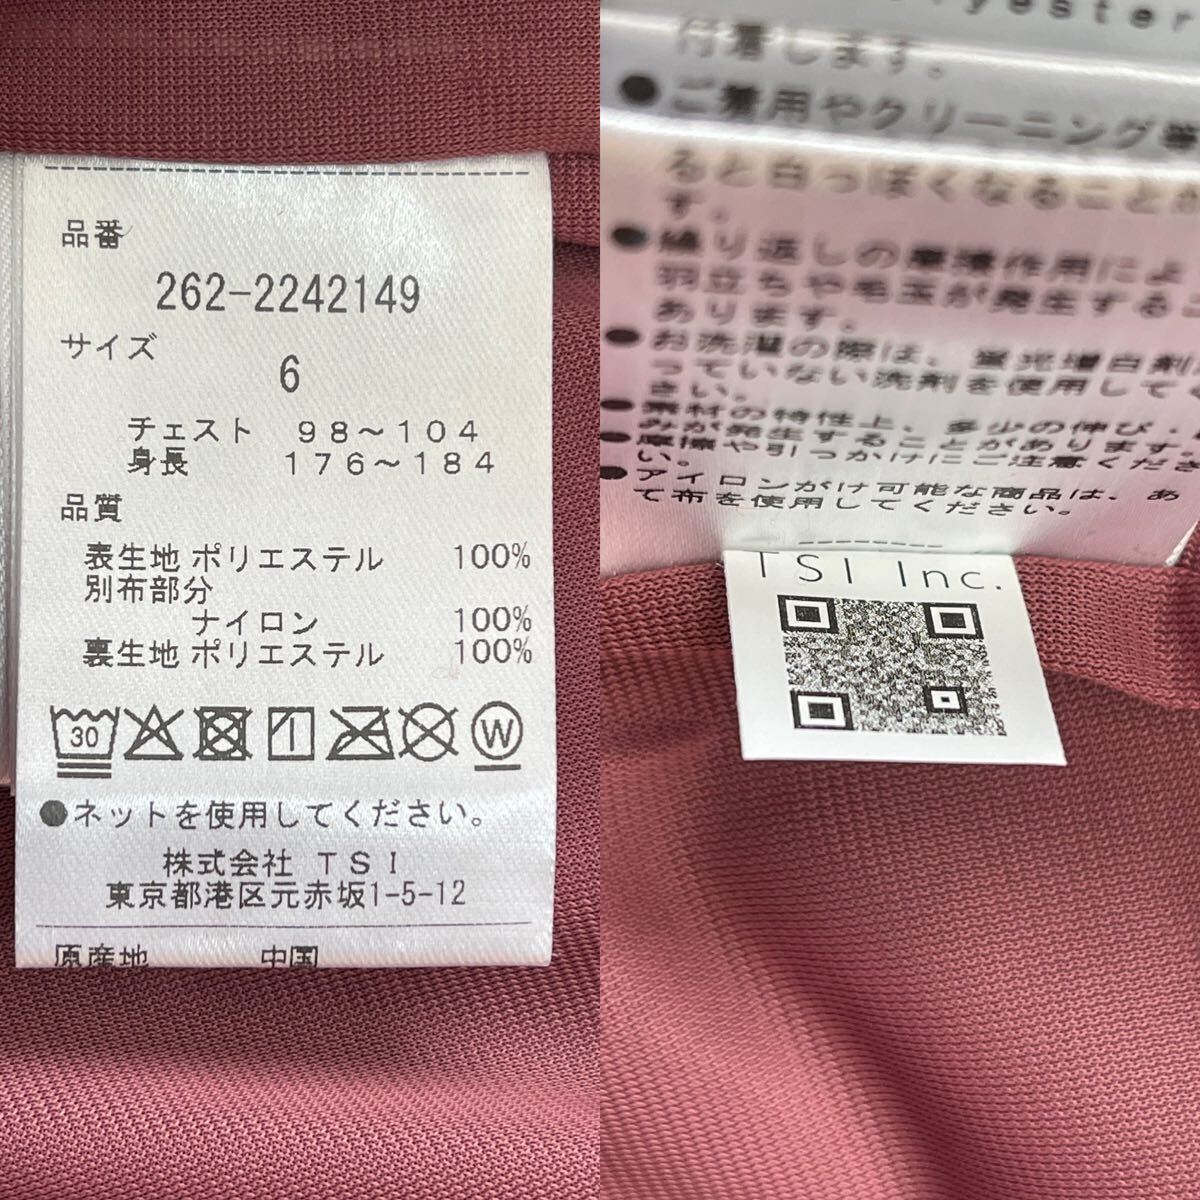 品番
262-2242149
サイズ
6
チェスト 98～104
身長 176～184
品質
表生地 ポリエステル 100%
別布部分
ナイロン 100%
裏生地 ポリエステル 100%
30
W
●ネットを使用してください。
株式会社 TSI
東京都港区元赤坂1-5-12
原産地 中国
yester
付着します。
●ご着用やクリーニング等
ると白っぽくなることが
す。
●繰り返しの摩擦作用によ
羽立ちや毛玉が発生するこ
あります。
●お洗濯の際は、蛍光増白剤
っていない洗剤を使用してく
さい。
●素材の特性上、多少の伸び・
みが発生することがあります。
●摩擦や引っかけにご注意くださ
い。
●アイロンがけ可能な商品は、あ
て布を使用してください。
TSI Inc.